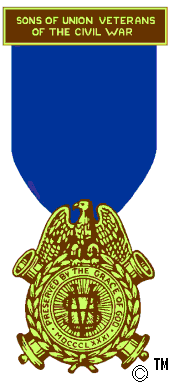 SONS OF UNION VETERANS
OF THE CIVIL WAR
PRESERVED BY THE GRACE OF GOD
MDCCCLXXXI
© TM